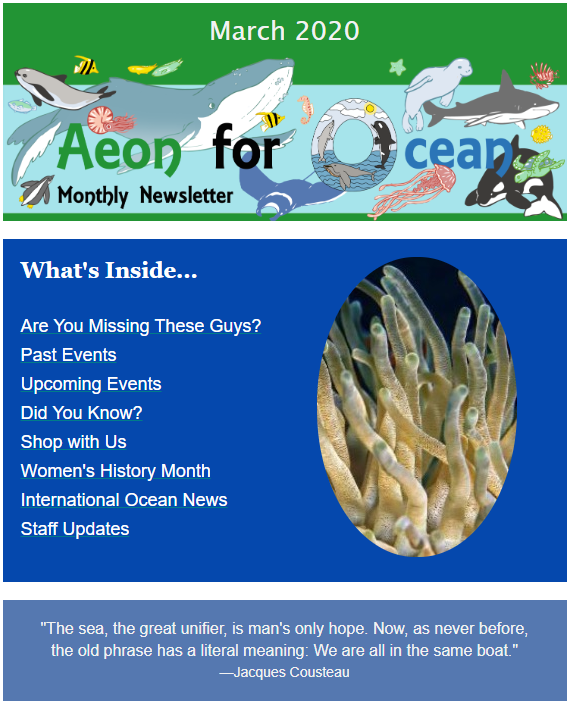 March 2020
Aeon for Ocean
Monthly Newsletter
What's Inside...
Are You Missing These Guys?
Past Events
Upcoming Events
Did You Know?
Shop with Us
Women's History Month
International Ocean News
Staff Updates
"The sea, the great unifier, is man's only hope. Now, as never before,
the old phrase has a literal meaning: We are all in the same boat."
—Jacques Cousteau